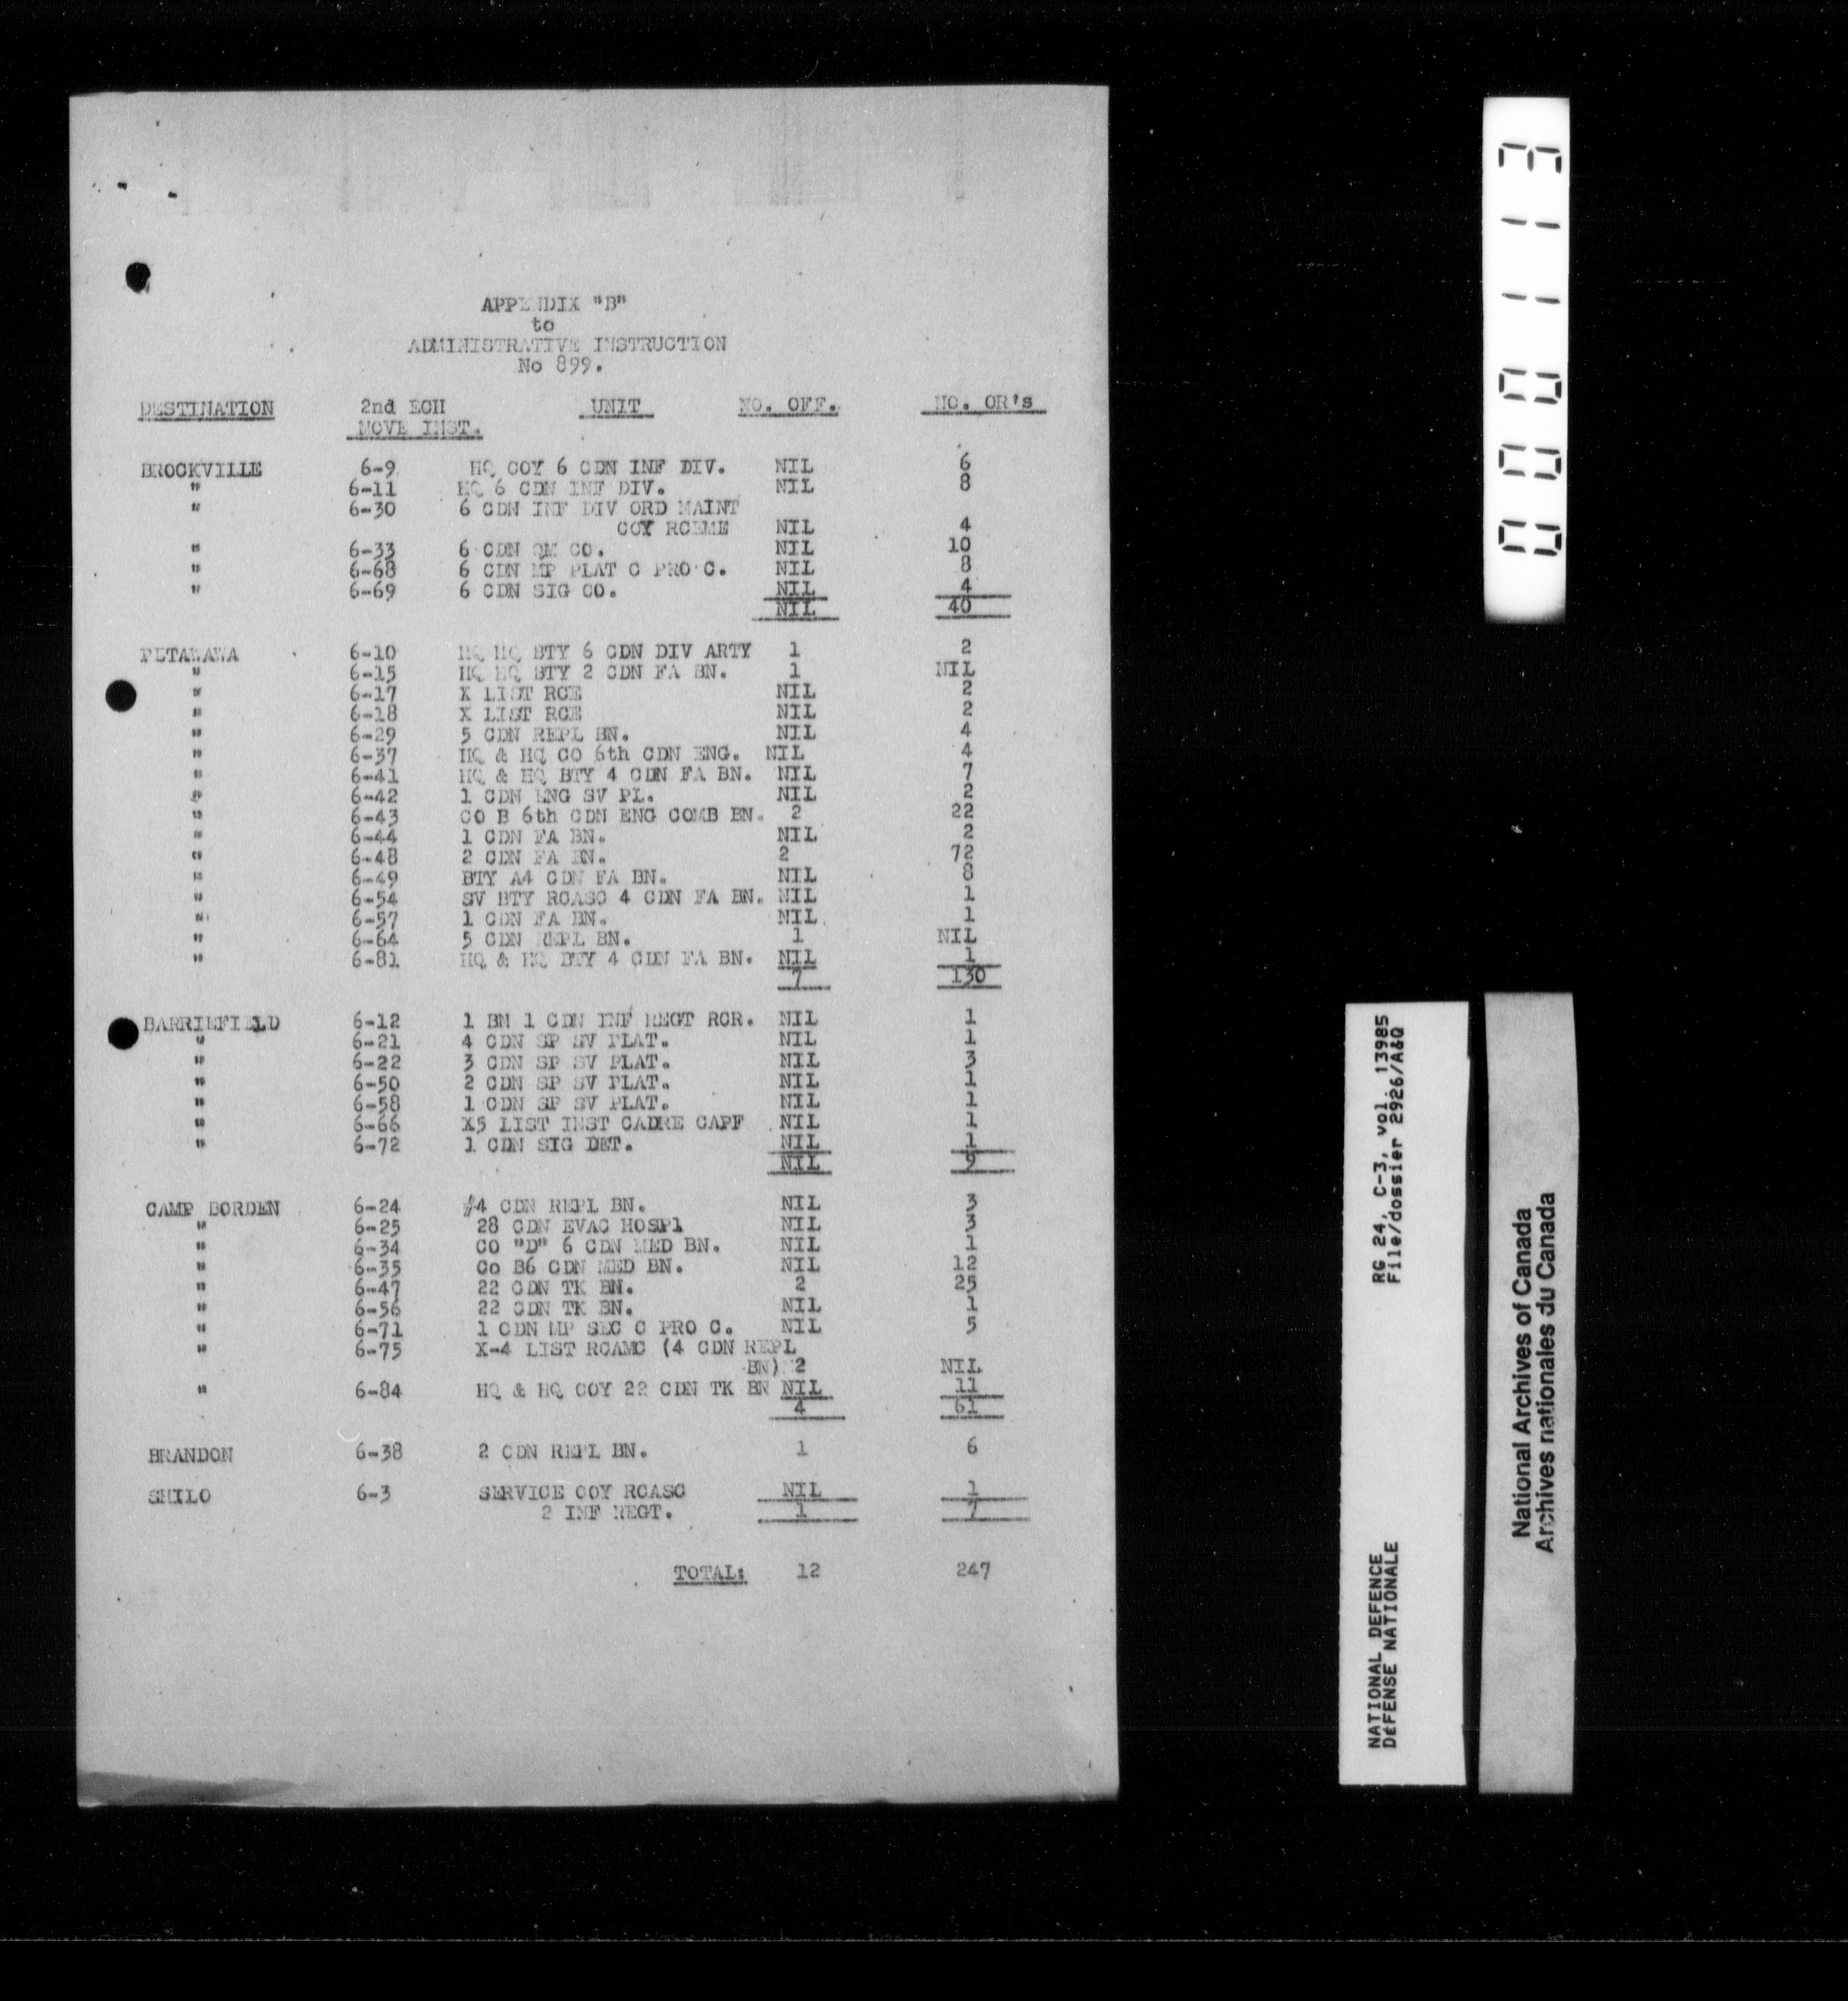 APPENDIX "B"
to
ADMINISTRATIVE INSTRUCTION
No 899.
DESTINATION 2nd ECH UNIT NO. OFF. NO. OR's
MOVE INST.
BROCKVILLE 6-9 HQ COY 6 CDN INF DIV. NIL 6
" 6-11 HQ 6 CDN INF DIV. NIL 8
" 6-30 6 CDN INF DIV ORD MAINT
COY RCEME NIL 4
" 6-33 6 CDN QM CO. NIL 10
" 6-68 6 CDN MP PLAT C PRO C. NIL 8
" 6-69 6 CDN SIG CO. NIL 4
NIL 40
PETAWAWA 6-10 HQ HQ BTY 6 CDN DIV ARTY 1 2
" 6-15 HQ HQ BTY 2 CDN FA BN. 1 NIL
" 6-17 X LIST RCE NIL 2
" 6-18 X LIST RCE NIL 2
" 6-29 5 CDN REPL BN. NIL 4
" 6-37 HQ & HQ CO 6th CDN ENG. NIL 4
" 6-41 HQ & HQ BTY 4 CDN FA BN. NIL 7
" 6-42 1 CDN ENG SV PL. NIL 2
" 6-43 CO B 6th CDN ENG COMB BN. 2 22
" 6-44 1 CDN FA BN. NIL 2
" 6-48 2 CDN FA BN. 2 72
" 6-49 BTY A4 CDN FA BN. NIL 8
" 6-54 SV BTY RCASC 4 CDN FA BN. NIL 1
" 6-57 1 CDN FA BN. NIL 1
" 6-64 5 CDN REPL BN. 1 NIL
" 6-81 HQ & HQ BTY 4 CDN FA BN. NIL 1
7 130
BARRIEFIELD 6-12 1 BN 1 CDN INF REGT RCR. NIL 1
" 6-21 4 CDN SP SV PLAT. NIL 1
" 6-22 3 CDN SP SV PLAT. NIL 3
" 6-50 2 CDN SP SV PLAT. NIL 1
" 6-58 1 CDN SP SV PLAT. NIL 1
" 6-66 X5 LIST INST CADRE CAPF NIL 1
" 6-72 1 CDN SIG DET. NIL 1
NIL 9
CAMP BORDEN 6-24 #4 CDN REPL BN. NIL 3
" 6-25 28 CDN EVAC HOSPl NIL 3
" 6-34 CO "D" 6 CDN MED BN. NIL 1
" 6-35 Co B6 CDN MED BN. NIL 12
" 6-47 22 CDN TK BN. 2 25
" 6-56 22 CDN TK BN. NIL 1
" 6-71 1 CDN MP SEC C PRO C. NIL 5
" 6-75 X-4 LIST RCAMC (4 CDN REPL
BN) 2 NIL
" 6-84 HQ & HQ COY 22 CDN TK BN NIL 11
4 61
BRANDON 6-38 2 CDN REPL BN. 1 6
SHILO 6-3 SERVICE COY RCASC NIL 1
2 INF REGT. 1 7
TOTAL: 12 247
0000113
RG 24, C-3, vol. 13985
File/dossier 2926/A&Q
NATIONAL DEFENCE
DéFENSE NATIONALE
National Archives of Canada
Archives nationales du Canada